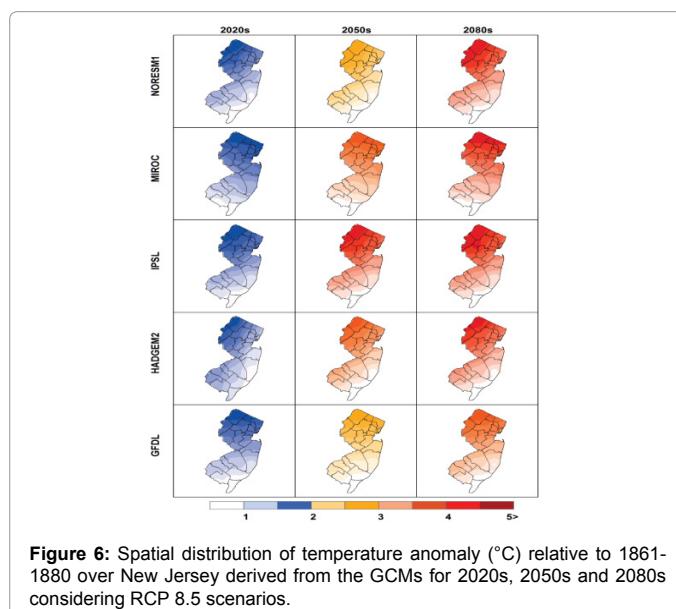 2020s 2050s 2080s
NORESM1
MIROC
IPSL
HADGEM2
GFDL
1 2 3 4 5>
Figure 6: Spatial distribution of temperature anomaly (°C) relative to 1861-
1880 over New Jersey derived from the GCMs for 2020s, 2050s and 2080s
considering RCP 8.5 scenarios.